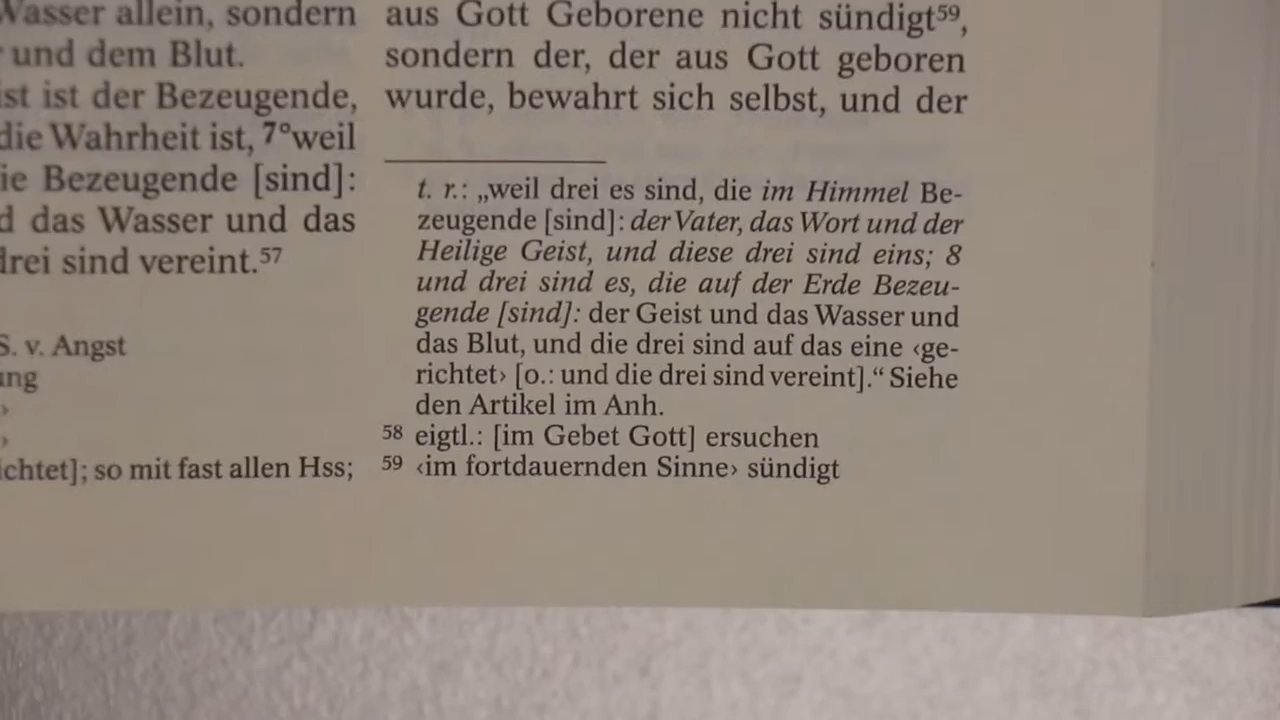 Wasser allein, sondern
und dem Blut.
ist ist der Bezeugende,
die Wahrheit ist, 7°weil
ie Bezeugende [sind]:
d das Wasser und das
drei sind vereint.57
S. v. Angst
ung
›
›
ichtet]; so mit fast allen Hss;
aus Gott Geborene nicht sündigt59,
sondern der, der aus Gott geboren
wurde, bewahrt sich selbst, und der
t. r.: „weil drei es sind, die im Himmel Be-
zeugende [sind]: der Vater, das Wort und der
Heilige Geist, und diese drei sind eins; 8
und drei sind es, die auf der Erde Bezeu-
gende [sind]: der Geist und das Wasser und
das Blut, und die drei sind auf das eine ‹ge-
richtet› [o.: und die drei sind vereint].“ Siehe
den Artikel im Anh.
58 eigtl.: [im Gebet Gott] ersuchen
59 ‹im fortdauernden Sinne› sündigt